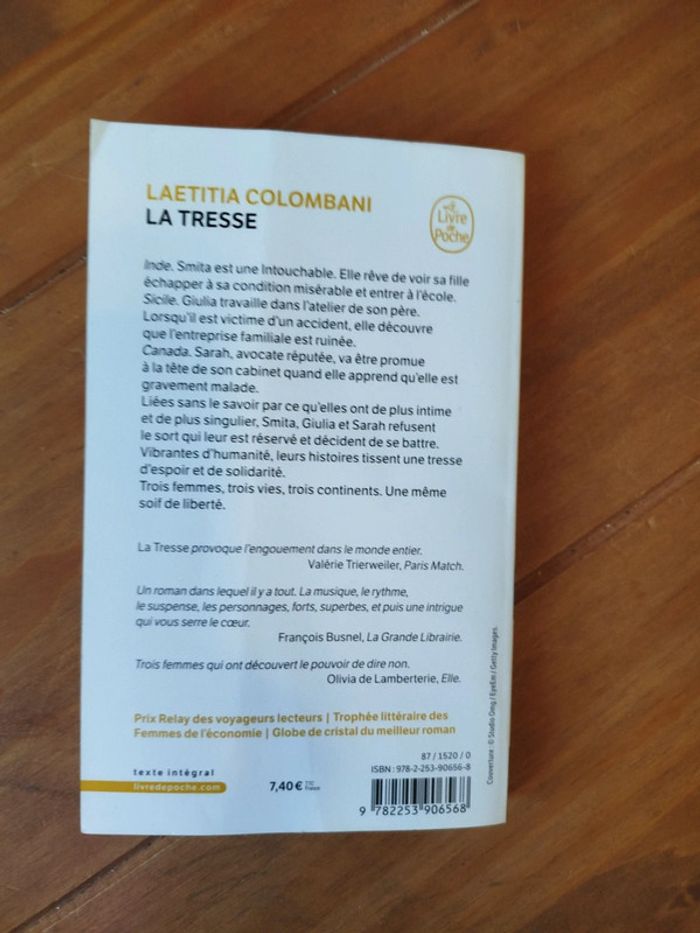 LAETITIA COLOMBANI
LA TRESSE
Le
Livre
de
Poche
Inde. Smita est une Intouchable. Elle rêve de voir sa fille
échapper à sa condition misérable et entrer à l'école.
Sicile. Giulia travaille dans l'atelier de son père.
Lorsqu'il est victime d'un accident, elle découvre
que l'entreprise familiale est ruinée.
Canada. Sarah, avocate réputée, va être promue
à la tête de son cabinet quand elle apprend qu'elle est
gravement malade.
Liées sans le savoir par ce qu'elles ont de plus intime
et de plus singulier, Smita, Giulia et Sarah refusent
le sort qui leur est réservé et décident de se battre.
Vibrantes d'humanité, leurs histoires tissent une tresse
d'espoir et de solidarité.
Trois femmes, trois vies, trois continents. Une même
soif de liberté.
La Tresse provoque l'engouement dans le monde entier.
Valérie Trierweiler, Paris Match.
Un roman dans lequel il y a tout. La musique, le rythme,
le suspense, les personnages, forts, superbes, et puis une intrigue
qui vous serre le cœur.
François Busnel, La Grande Librairie.
Trois femmes qui ont découvert le pouvoir de dire non.
Olivia de Lamberterie, Elle.
Prix Relay des voyageurs lecteurs | Trophée littéraire des
Femmes de l'économie | Globe de cristal du meilleur roman
87 / 1520 / 0
ISBN : 978-2-253-90656-8
texte intégral
livredepoche.com
7,40 € TTC
France
9 782253 906568
Couverture : © Studio Omg / EyeEm / Getty Images.